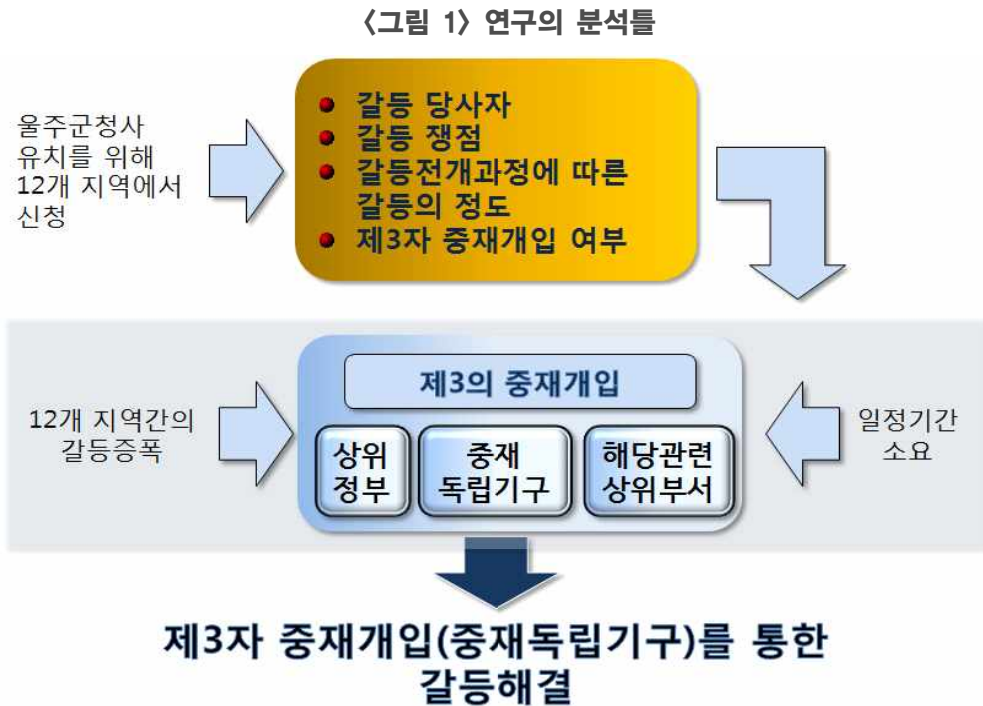 〈그림 1〉 연구의 분석틀
울주군청사
유치를 위해
12개 지역에서
신청
갈등 당사자
갈등 쟁점
갈등전개과정에 따른
갈등의 정도
제3자 중재개입 여부
12개 지역간의
갈등증폭
제3의 중재개입
상위
정부
중재
독립기구
해당관련
상위부서
일정기간
소요
제3자 중재개입(중재독립기구)를 통한
갈등해결